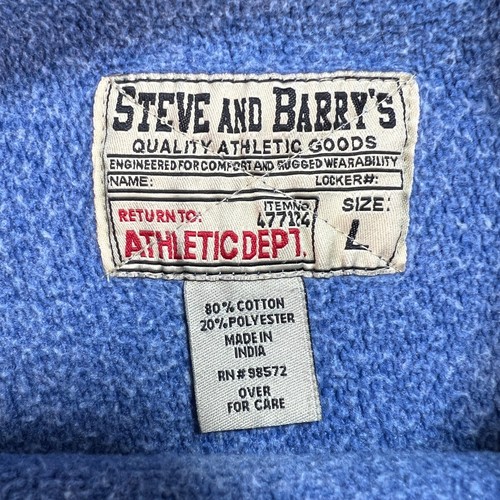 STEVE AND BARRY'S
QUALITY ATHLETIC GOODS
ENGINEERED FOR COMFORT AND RUGGED WEARABILITY
NAME: LOCKER#:
RETURN TO: ITEM NO. SIZE:
477124 L
ATHLETIC DEPT.
80% COTTON
20% POLYESTER
MADE IN
INDIA
RN# 98572
OVER
FOR CARE